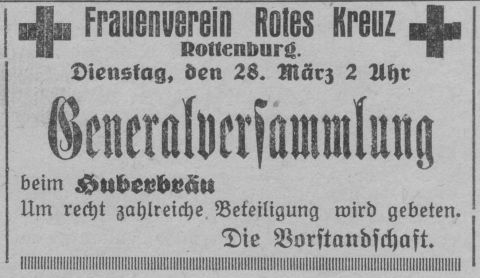 Frauenverein Rotes Kreuz
Rottenburg.
Dienstag, den 28. März 2 Uhr
Generalversammlung
beim Huberbräu
Um recht zahlreiche Beteiligung wird gebeten.
Die Vorstandschaft.